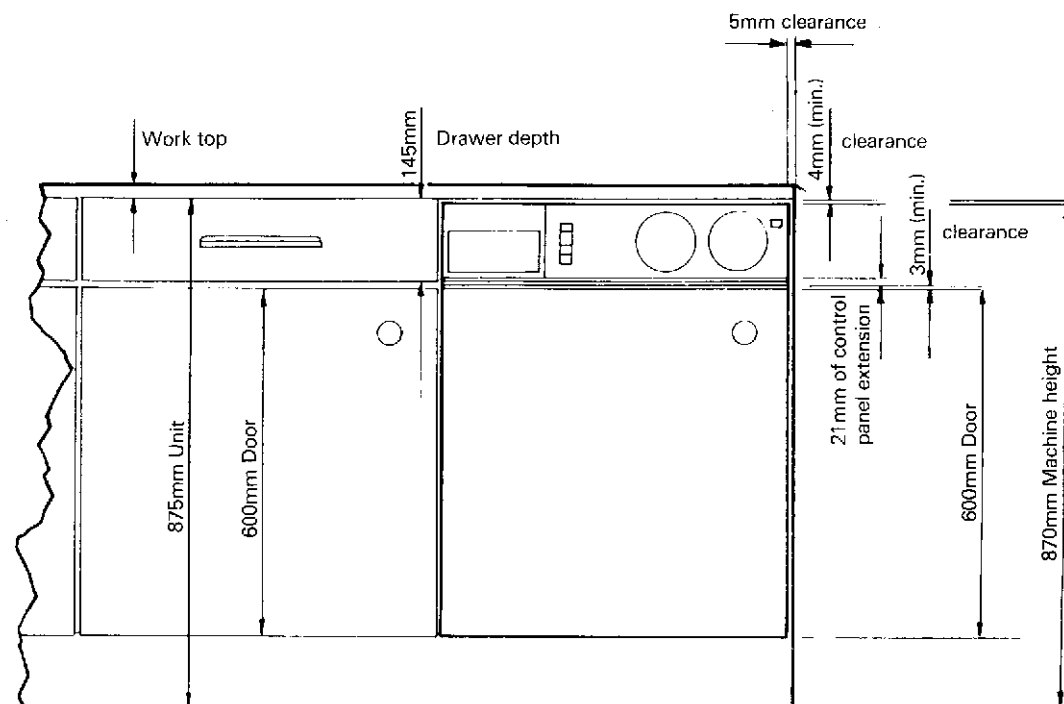 5mm clearance
Work top
145mm
Drawer depth
4mm (min.)
clearance
3mm (min.)
clearance
21mm of control
panel extension
875mm Unit
600mm Door
600mm Door
870mm Machine height